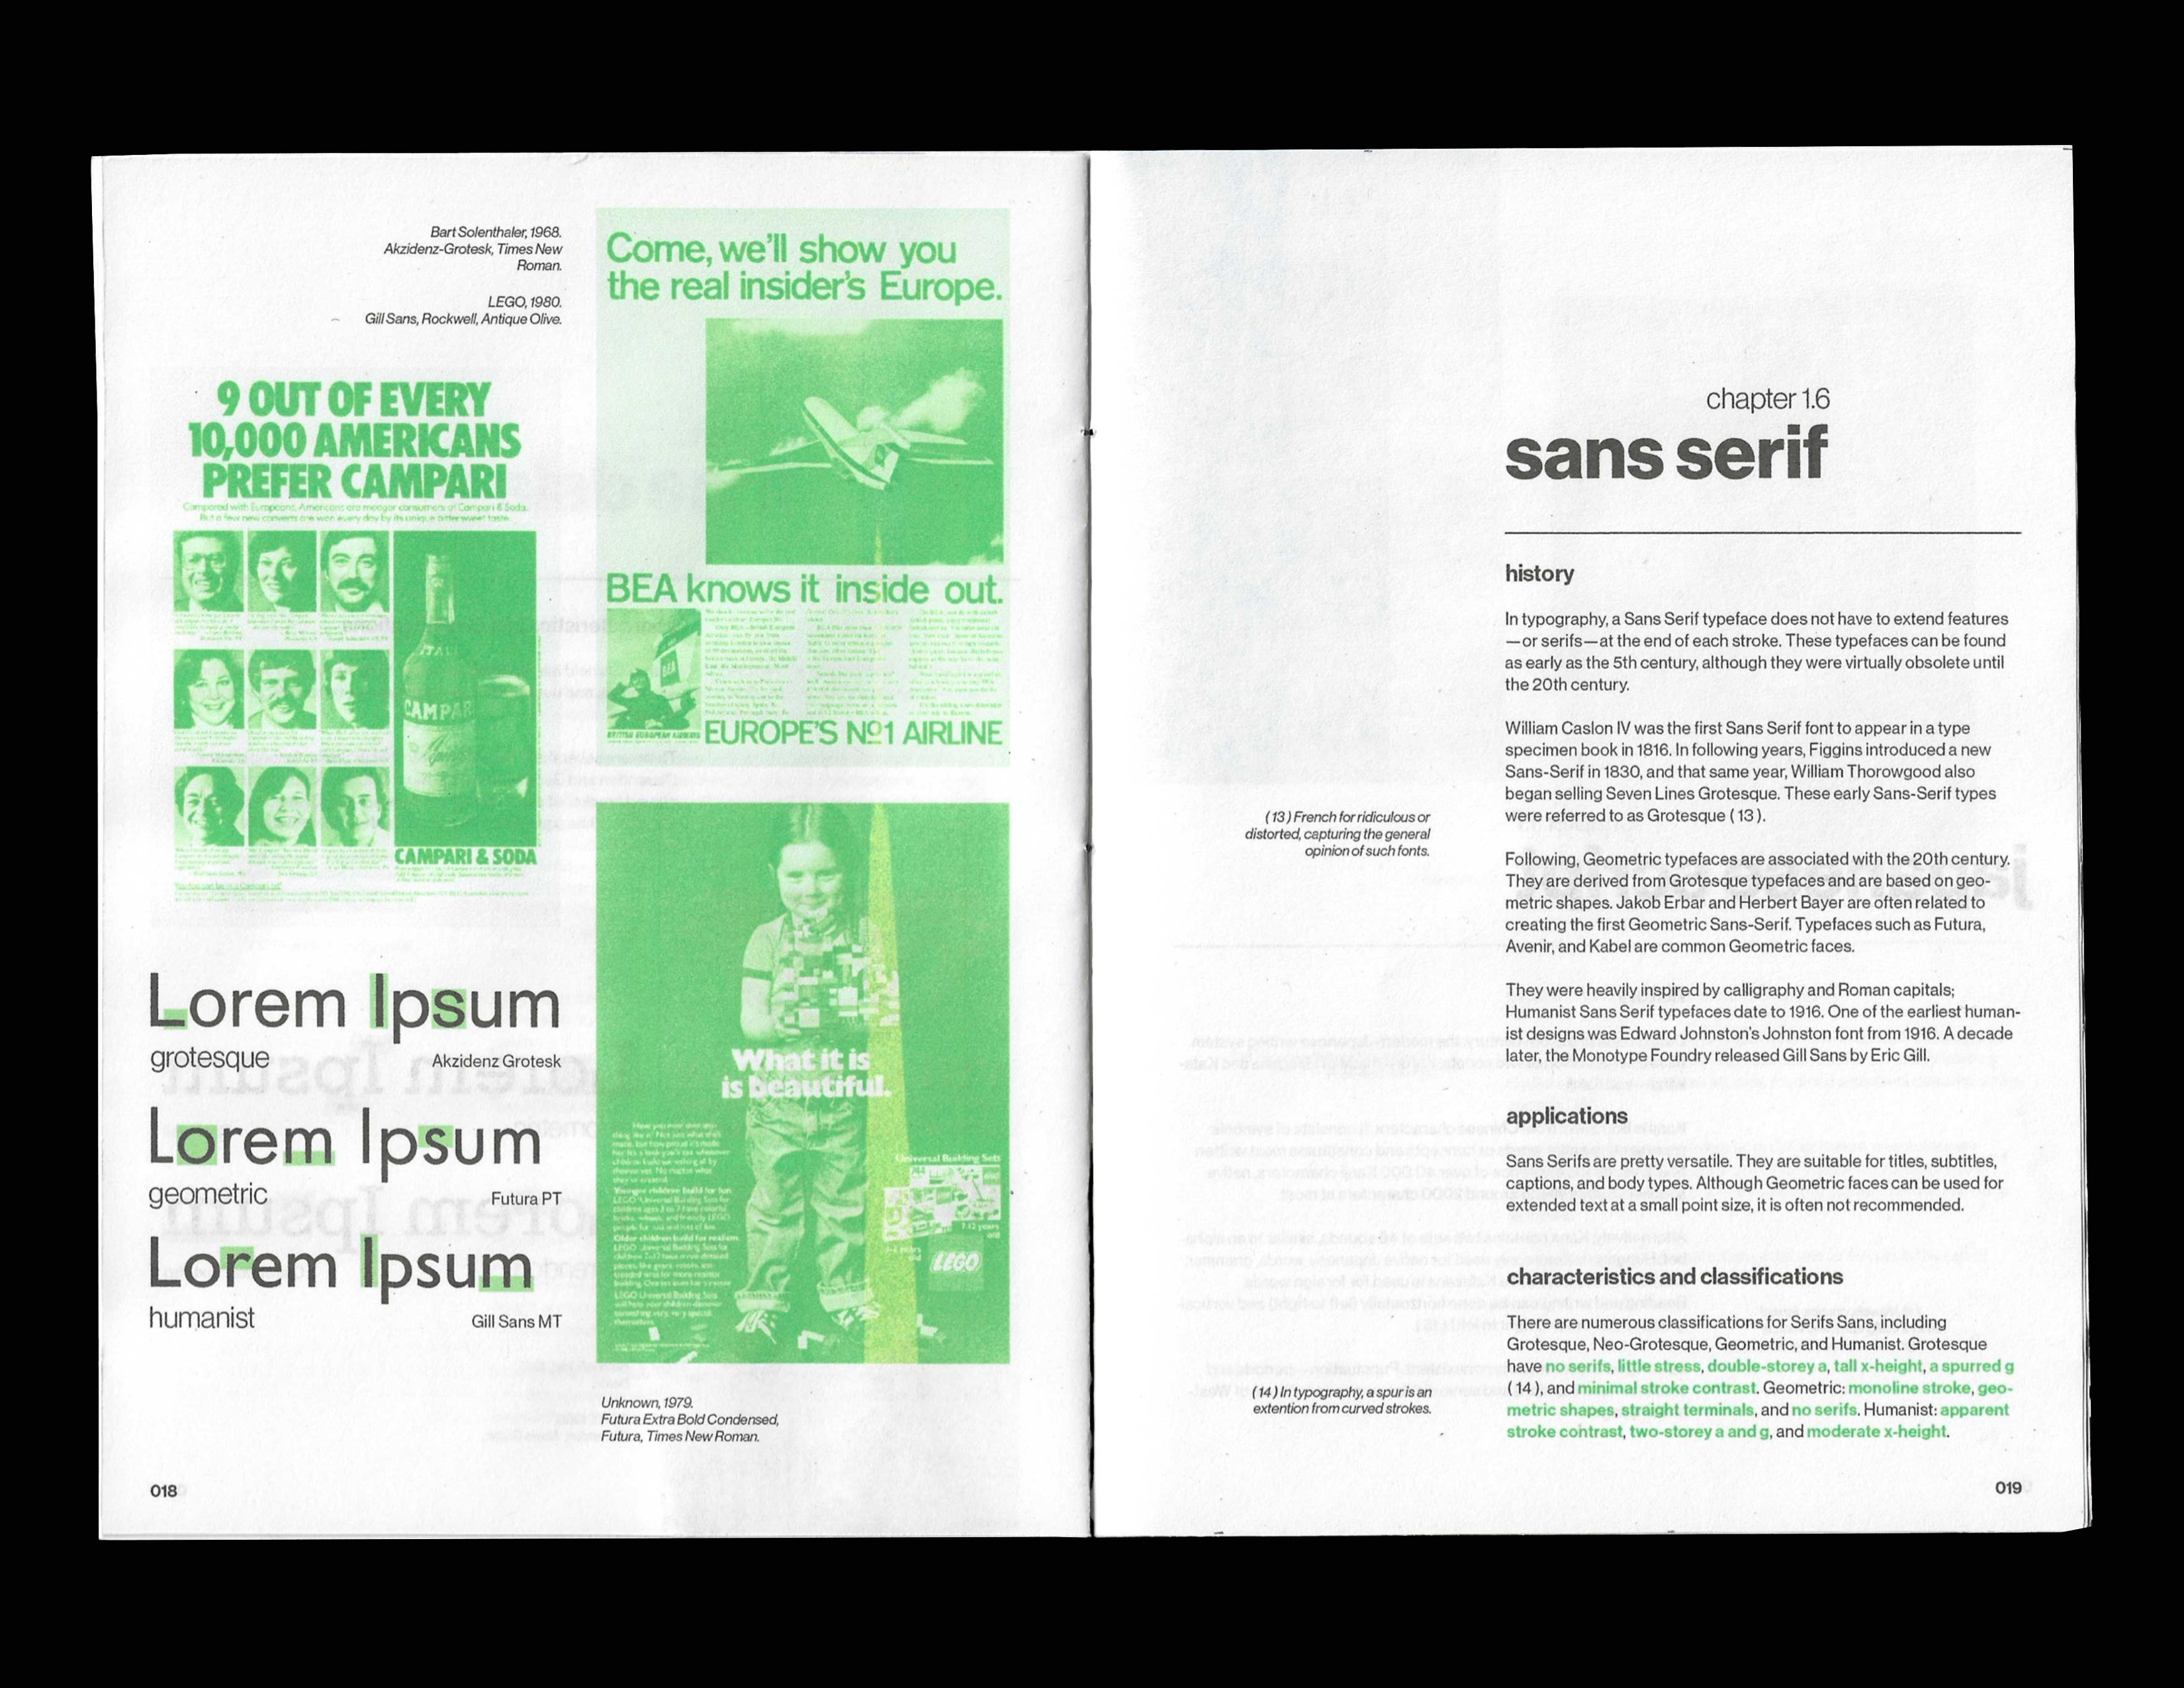 Bart Solenthaler, 1968.
Akzidenz-Grotesk, Times New
Roman.
LEGO, 1980.
Gill Sans, Rockwell, Antique Olive.
9 OUT OF EVERY
10,000 AMERICANS
PREFER CAMPARI
Compared with Europeans, Americans are meager consumers of Campari & Soda.
But a few new converts are won every day by its unique bitter sweet taste.
CAMPARI
CAMPARI & SODA
Come, we'll show you
the real insider's Europe.
BEA knows it inside out.
BEA
BRITISH EUROPEAN AIRWAYS
EUROPE'S Nº1 AIRLINE
What it is
is beautiful.
Universal Building Sets
7-12 years
old
LEGO
Lorem Ipsum
grotesque
Akzidenz Grotesk
Lorem Ipsum
geometric
Futura PT
Lorem Ipsum
humanist
Gill Sans MT
Unknown, 1979.
Futura Extra Bold Condensed,
Futura, Times New Roman.
018
chapter 1.6
sans serif
history
In typography, a Sans Serif typeface does not have to extend features
—or serifs—at the end of each stroke. These typefaces can be found
as early as the 5th century, although they were virtually obsolete until
the 20th century.
William Caslon IV was the first Sans Serif font to appear in a type
specimen book in 1816. In following years, Figgins introduced a new
Sans-Serif in 1830, and that same year, William Thorowgood also
began selling Seven Lines Grotesque. These early Sans-Serif types
were referred to as Grotesque (13).
(13) French for ridiculous or
distorted, capturing the general
opinion of such fonts.
Following, Geometric typefaces are associated with the 20th century.
They are derived from Grotesque typefaces and are based on geo-
metric shapes. Jakob Erbar and Herbert Bayer are often related to
creating the first Geometric Sans-Serif. Typefaces such as Futura,
Avenir, and Kabel are common Geometric faces.
They were heavily inspired by calligraphy and Roman capitals;
Humanist Sans Serif typefaces date to 1916. One of the earliest human-
ist designs was Edward Johnston's Johnston font from 1916. A decade
later, the Monotype Foundry released Gill Sans by Eric Gill.
applications
Sans Serifs are pretty versatile. They are suitable for titles, subtitles,
captions, and body types. Although Geometric faces can be used for
extended text at a small point size, it is often not recommended.
characteristics and classifications
There are numerous classifications for Serifs Sans, including
Grotesque, Neo-Grotesque, Geometric, and Humanist. Grotesque
have no serifs, little stress, double-storey a, tall x-height, a spurred g
(14), and minimal stroke contrast. Geometric: monoline stroke, geo-
metric shapes, straight terminals, and no serifs. Humanist: apparent
stroke contrast, two-storey a and g, and moderate x-height.
(14) In typography, a spur is an
extention from curved strokes.
019